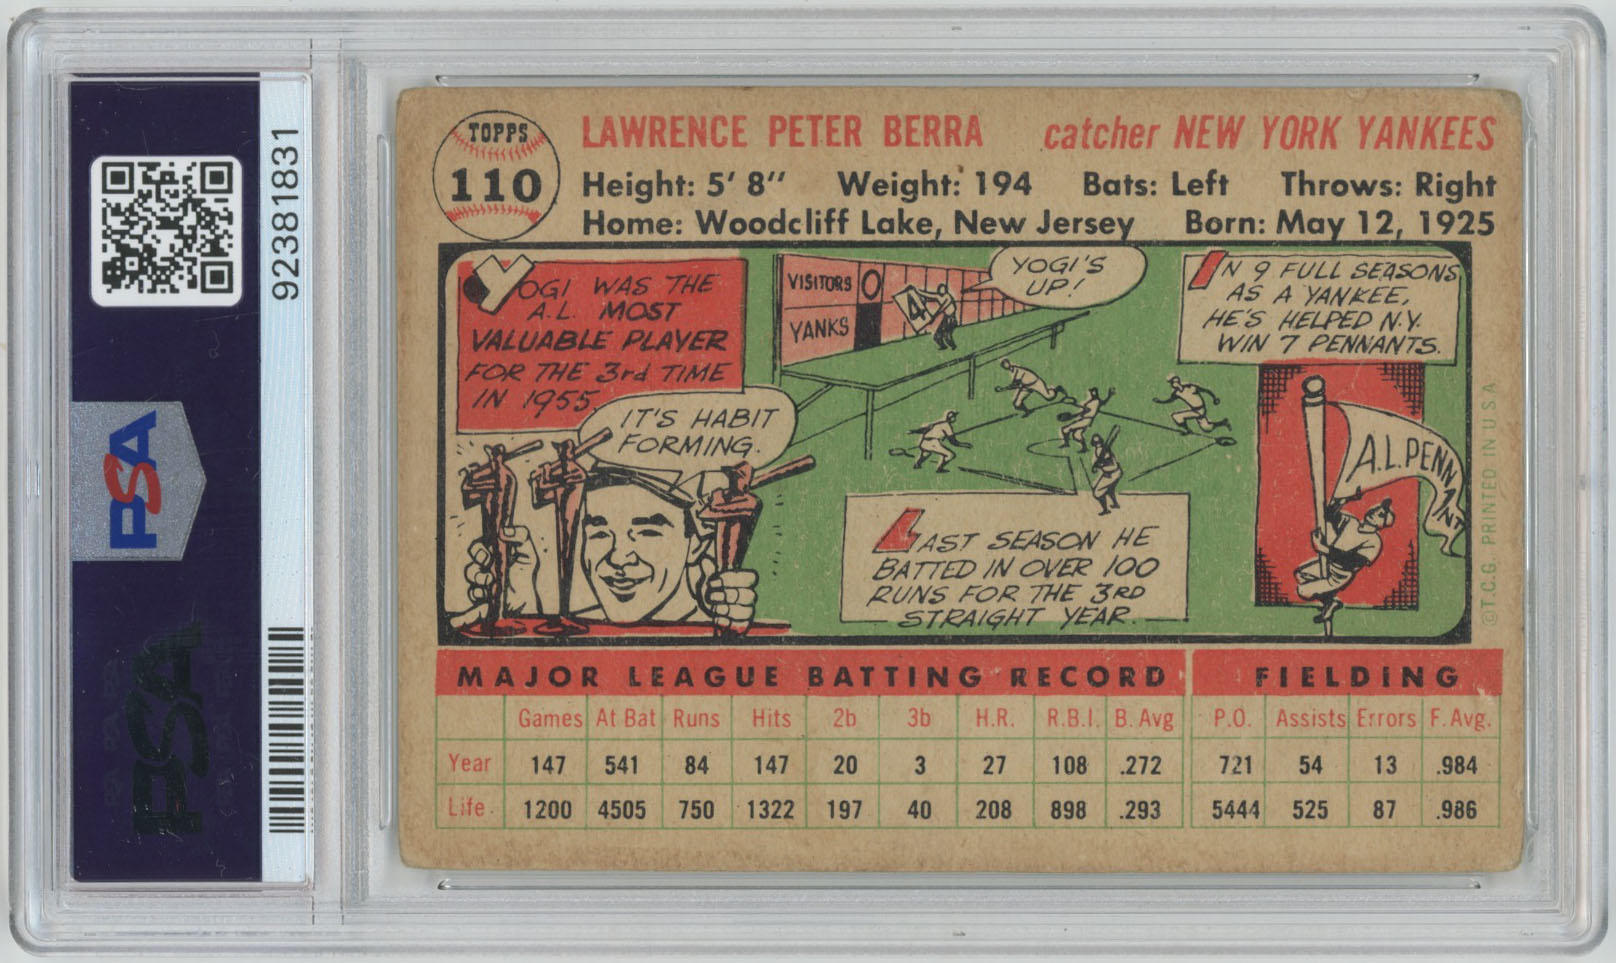 PSA
92381831
PSA
TOPPS
110
LAWRENCE PETER BERRA catcher NEW YORK YANKEES
Height: 5' 8" Weight: 194 Bats: Left Throws: Right
Home: Woodcliff Lake, New Jersey Born: May 12, 1925
YOGI WAS THE
A.L. MOST
VALUABLE PLAYER
FOR THE 3rd TIME
IN 1955
IT'S HABIT
FORMING.
VISITORS 0
YANKS
4
YOGI'S
UP!
LAST SEASON HE
BATTED IN OVER 100
RUNS FOR THE 3RD
STRAIGHT YEAR.
IN 9 FULL SEASONS
AS A YANKEE,
HE'S HELPED N.Y.
WIN 7 PENNANTS.
A.L. PENNANT
©T.C.G. PRINTED IN U.S.A.
MAJOR LEAGUE BATTING RECORD FIELDING
Games At Bat Runs Hits 2b 3b H.R. R.B.I. B. Avg P.O. Assists Errors F. Avg.
Year 147 541 84 147 20 3 27 108 .272 721 54 13 .984
Life 1200 4505 750 1322 197 40 208 898 .293 5444 525 87 .986